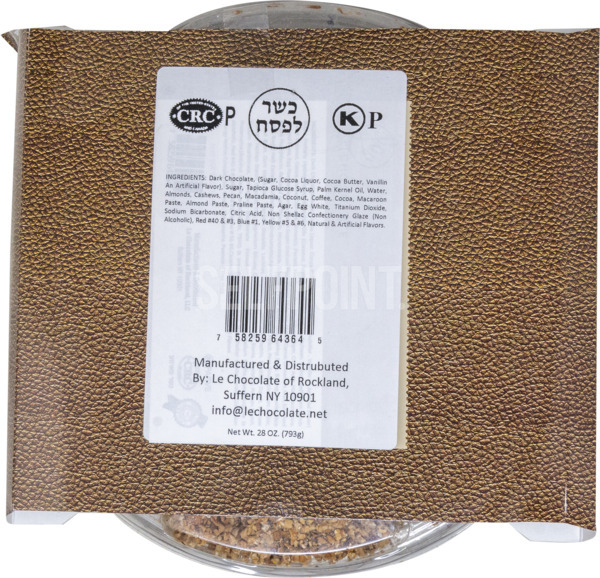 CRC P
כשר
לפסח
K P
INGREDIENTS: Dark Chocolate, (Sugar, Cocoa Liquor, Cocoa Butter, Vanillin
An Artificial Flavor). Sugar, Tapioca Glucose Syrup, Palm Kernel Oil, Water,
Almonds, Cashews, Pecan, Macadamia, Coconut, Coffee, Cocoa, Macaroon
Paste, Almond Paste, Praline Paste, Agar, Egg White, Titanium Dioxide,
Sodium Bicarbonate, Citric Acid, Non Shellac Confectionery Glaze (Non
Alcoholic), Red #40 & #3, Blue #1, Yellow #5 & #6, Natural & Artificial Flavors.
SELFPOINT.
7 58259 64364 5
Manufactured & Distrubuted
By: Le Chocolate of Rockland,
Suffern NY 10901
info@lechocolate.net
Net Wt. 28 OZ. (793g)